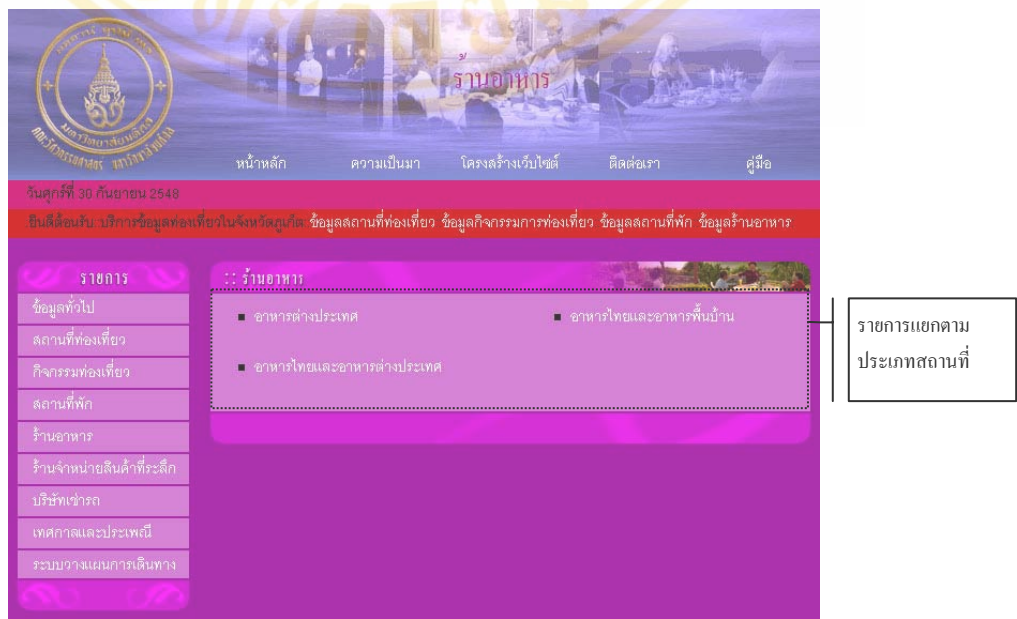 ร้านอาหาร
หน้าหลัก ความเป็นมา โครงสร้างเว็บไซต์ ติดต่อเรา คู่มือ
วันศุกร์ที่ 30 กันยายน 2548
ยินดีต้อนรับ..บริการข้อมูลท่องเที่ยวในจังหวัดภูเก็ต: ข้อมูลสถานที่ท่องเที่ยว ข้อมูลกิจกรรมการท่องเที่ยว ข้อมูลสถานที่พัก ข้อมูลร้านอาหาร
รายการ
ข้อมูลทั่วไป
สถานที่ท่องเที่ยว
กิจกรรมท่องเที่ยว
สถานที่พัก
ร้านอาหาร
ร้านจำหน่ายสินค้าที่ระลึก
บริษัทเช่ารถ
เทศกาลและประเพณี
ระบบวางแผนการเดินทาง
:: ร้านอาหาร
อาหารต่างประเทศ
อาหารไทยและอาหารพื้นบ้าน
อาหารไทยและอาหารต่างประเทศ
รายการแยกตาม
ประเภทสถานที่